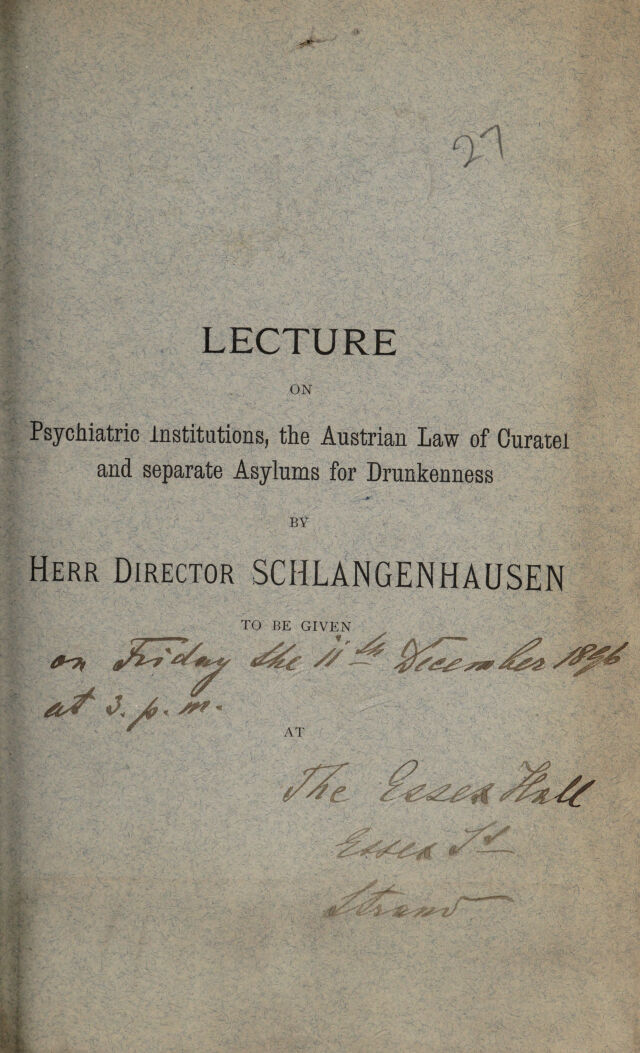 27
LECTURE
ON
Psychiatric Institutions, the Austrian Law of Curatel
and separate Asylums for Drunkenness
BY
HERR DIRECTOR SCHLANGENHAUSEN
TO BE GIVEN
on Friday the 11th December 1896
at 3. p. m.
AT
The Essex Hall
Essex St
Strand